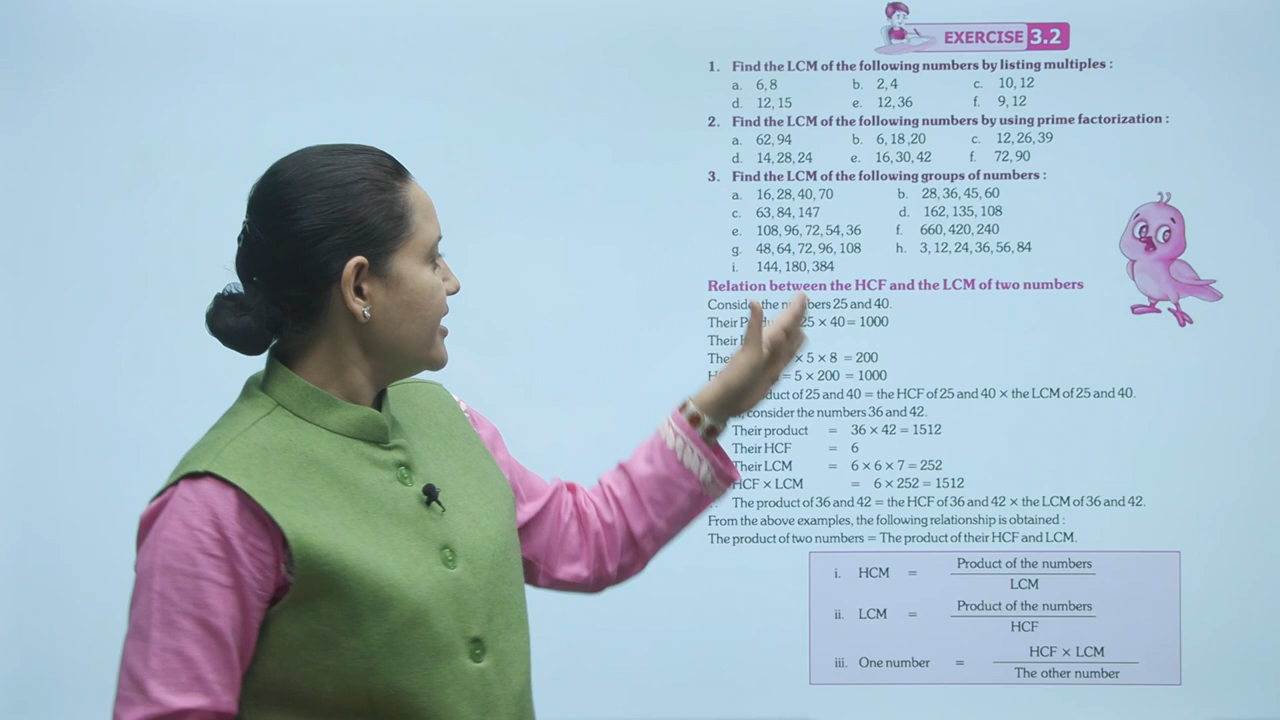 EXERCISE 3.2
1. Find the LCM of the following numbers by listing multiples :
a. 6, 8 b. 2, 4 c. 10, 12
d. 12, 15 e. 12, 36 f. 9, 12
2. Find the LCM of the following numbers by using prime factorization :
a. 62, 94 b. 6, 18, 20 c. 12, 26, 39
d. 14, 28, 24 e. 16, 30, 42 f. 72, 90
3. Find the LCM of the following groups of numbers :
a. 16, 28, 40, 70 b. 28, 36, 45, 60
c. 63, 84, 147 d. 162, 135, 108
e. 108, 96, 72, 54, 36 f. 660, 420, 240
g. 48, 64, 72, 96, 108 h. 3, 12, 24, 36, 56, 84
i. 144, 180, 384
Relation between the HCF and the LCM of two numbers
the 25 and 40.
Their 25 × 40 = 1000
Their
× 5 × 8 = 200
= 5 × 200 = 1000
of 25 and 40 = the HCF of 25 and 40 × the LCM of 25 and 40.
consider the numbers 36 and 42.
Their product = 36 × 42 = 1512
Their HCF = 6
Their LCM = 6 × 6 × 7 = 252
HCF × LCM = 6 × 252 = 1512
The product of 36 and 42 = the HCF of 36 and 42 × the LCM of 36 and 42.
From the above examples, the following relationship is obtained :
The product of two numbers = The product of their HCF and LCM.
i. HCM = Product of the numbers
LCM
ii. LCM = Product of the numbers
HCF
iii. One number = HCF × LCM
The other number